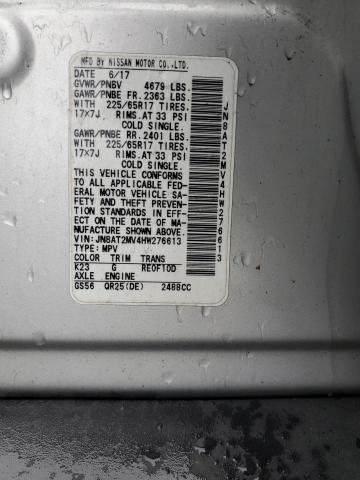 MFD BY NISSAN MOTOR CO.,LTD.
DATE 6/17
GVWR/PNBV 4679 LBS.
GAWR/PNBE FR. 2363 LBS.
WITH 225/65R17 TIRES,
17X7J RIMS,AT 33 PSI
COLD SINGLE.
GAWR/PNBE RR. 2401 LBS.
WITH 225/65R17 TIRES,
17X7J RIMS,AT 33 PSI
COLD SINGLE.
THIS VEHICLE CONFORMS TO
ALL APPLICABLE FED-
ERAL MOTOR VEHICLE SA-
FETY AND THEFT PREVENT-
ION STANDARDS IN EFF-
ECT ON THE DATE OF MA-
NUFACTURE SHOWN ABOVE.
VIN: JN8AT2MV4HW276613
TYPE: MPV
COLOR TRIM TRANS
K23 G RE0F10D
AXLE ENGINE
GS56 QR25(DE) 2488CC
JN8AT2MV4HW276613